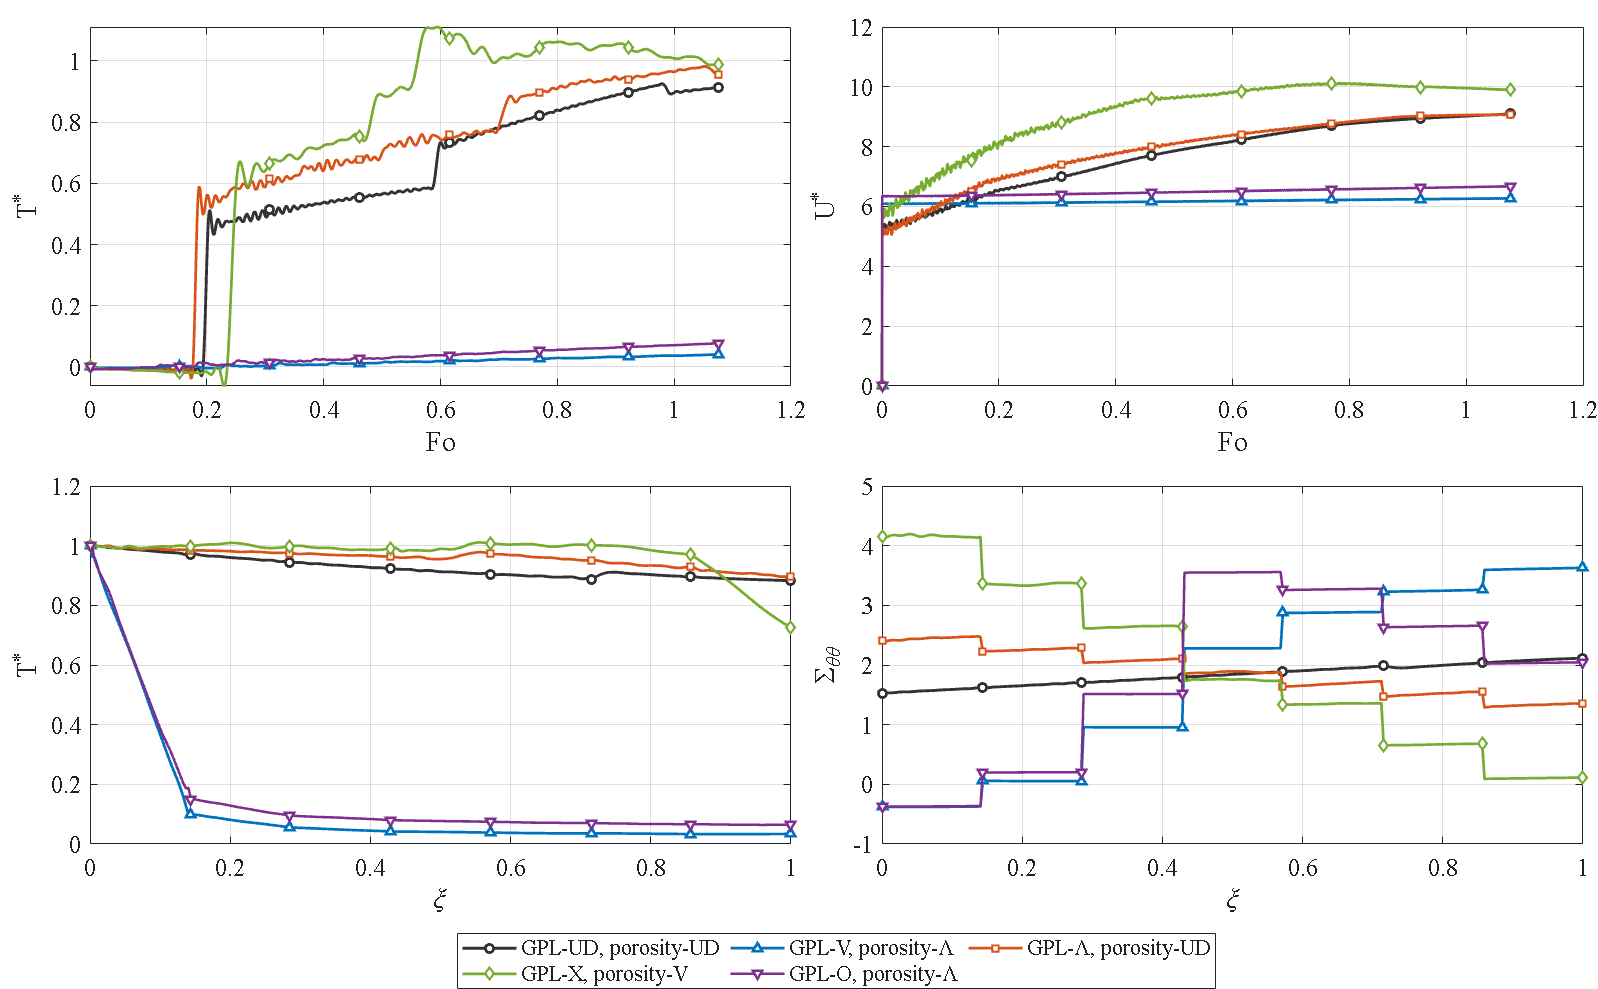 T*
1
0.8
0.6
0.4
0.2
0
0 0.2 0.4 0.6 0.8 1 1.2
Fo
U*
12
10
8
6
4
2
0
0 0.2 0.4 0.6 0.8 1 1.2
Fo
T*
1.2
1
0.8
0.6
0.4
0.2
0
0 0.2 0.4 0.6 0.8 1
ξ
Σθθ
5
4
3
2
1
0
-1
0 0.2 0.4 0.6 0.8 1
ξ
GPL-UD, porosity-UD GPL-V, porosity-Λ GPL-Λ, porosity-UD
GPL-X, porosity-V GPL-O, porosity-Λ